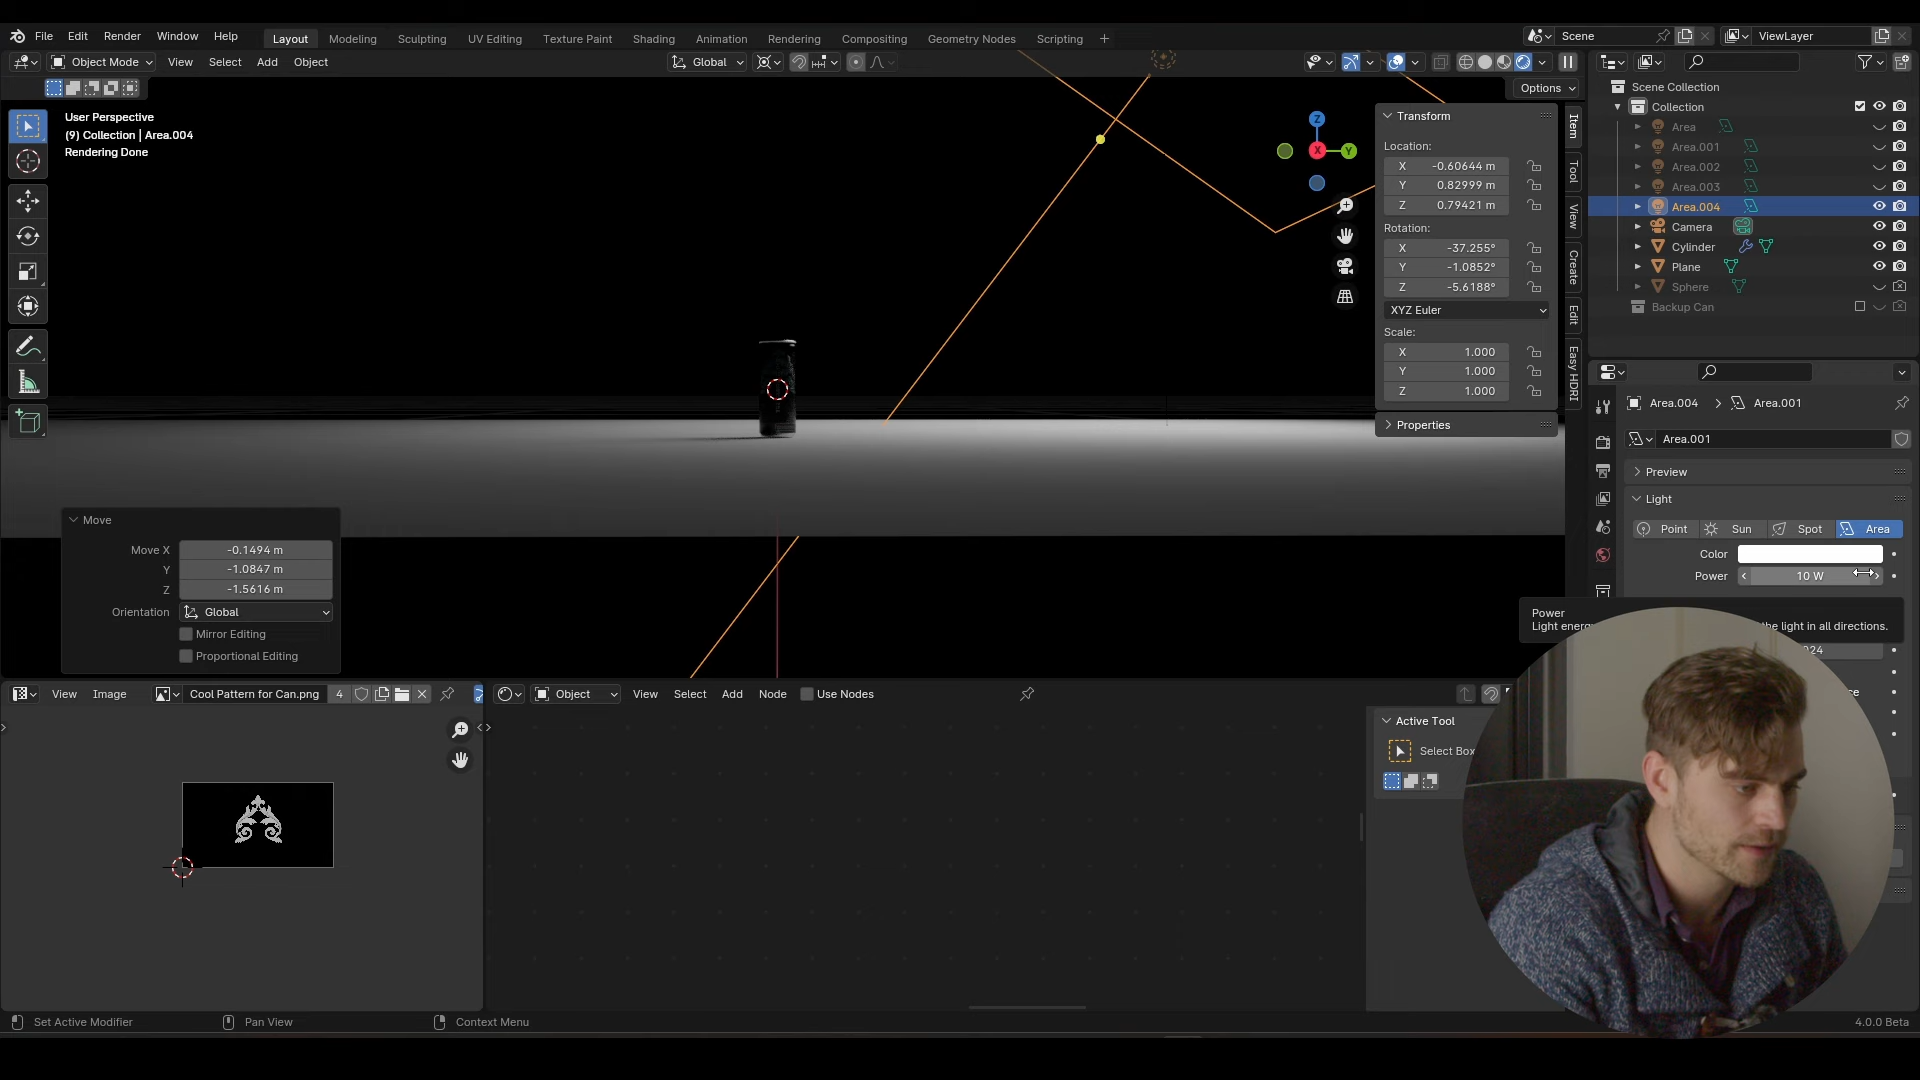 File Edit Render Window Help Layout Modeling Sculpting UV Editing Texture Paint Shading Animation Rendering Compositing Geometry Nodes Scripting + Scene ViewLayer
Object Mode View Select Add Object Global
Options
User Perspective
(9) Collection | Area.004
Rendering Done
Z
X
Y
Transform
Location:
X -0.60644 m
Y 0.82999 m
Z 0.79421 m
Rotation:
X -37.255°
Y -1.0852°
Z -5.6188°
XYZ Euler
Scale:
X 1.000
Y 1.000
Z 1.000
Properties
Item
Tool
View
Create
Edit
Easy HDRI
Scene Collection
Collection
Area
Area.001
Area.002
Area.003
Area.004
Camera
Cylinder
Plane
Sphere
Backup Can
Area.004 > Area.001
Area.001
Preview
Light
Point Sun Spot Area
Color
Power 10 W
Power
Light energ
the light in all directions.
Move
Move X -0.1494 m
Y -1.0847 m
Z -1.5616 m
Orientation Global
Mirror Editing
Proportional Editing
View Image Cool Pattern for Can.png 4
Object View Select Add Node Use Nodes
Active Tool
Select Box
Set Active Modifier Pan View Context Menu 4.0.0 Beta